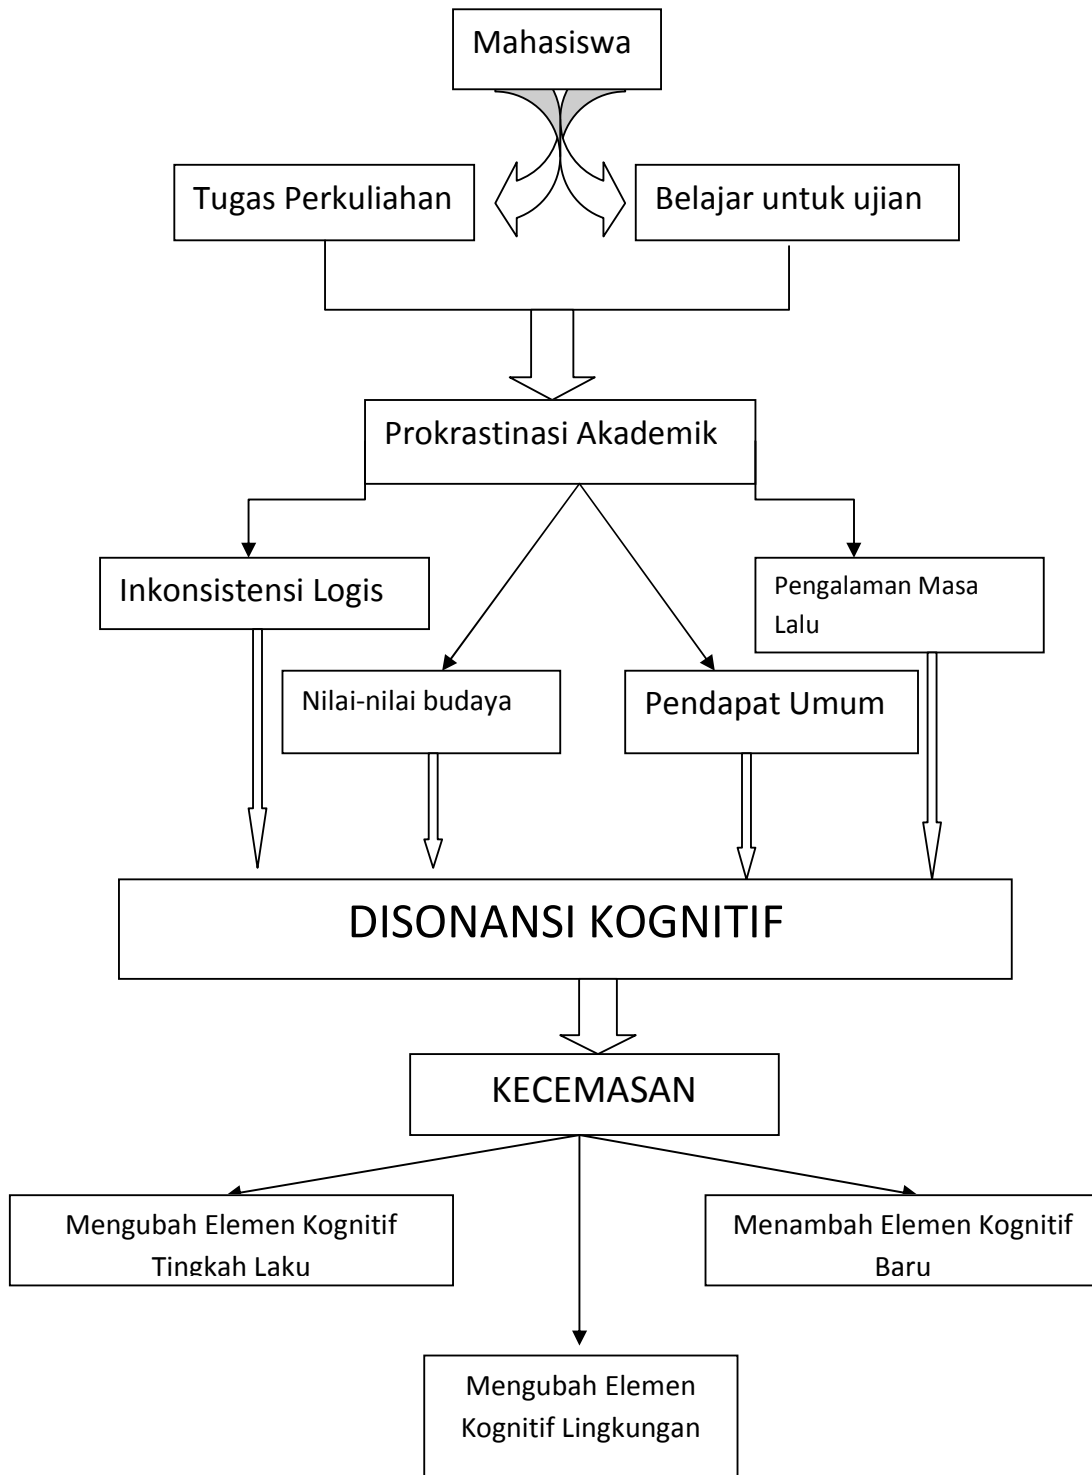 Mahasiswa
Tugas Perkuliahan
Belajar untuk ujian
Prokrastinasi Akademik
Inkonsistensi Logis
Pengalaman Masa
Lalu
Nilai-nilai budaya
Pendapat Umum
DISONANSI KOGNITIF
KECEMASAN
Mengubah Elemen Kognitif
Tingkah Laku
Menambah Elemen Kognitif
Baru
Mengubah Elemen
Kognitif Lingkungan